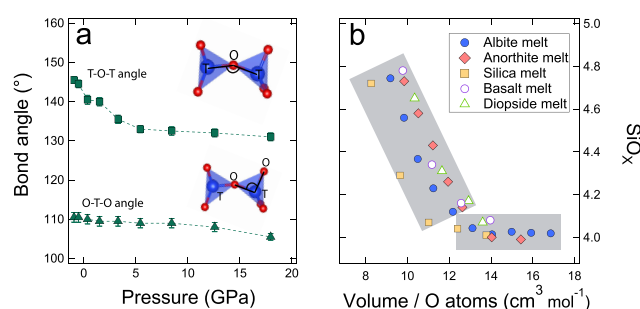 a
160
150
140
130
120
110
100
Bond angle (°)
T-O-T angle
O-T-O angle
O
T
T
O
O
T
T
0
5
10
15
20
Pressure (GPa)
b
Albite melt
Anorthite melt
Silica melt
Basalt melt
Diopside melt
5.0
4.8
4.6
4.4
4.2
4.0
SiOX
8
10
12
14
16
18
Volume / O atoms (cm3 mol-1)